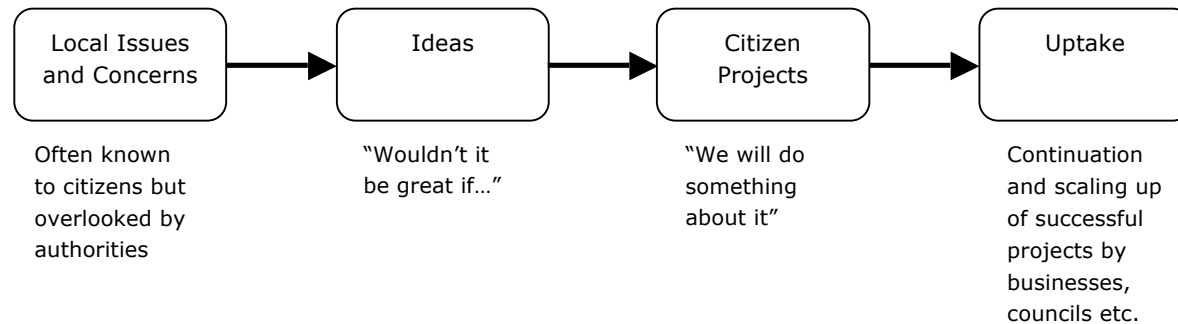 Local Issues
and Concerns
Ideas
Citizen
Projects
Uptake
Often known
to citizens but
overlooked by
authorities
“Wouldn’t it
be great if…”
“We will do
something
about it”
Continuation
and scaling up
of successful
projects by
businesses,
councils etc.